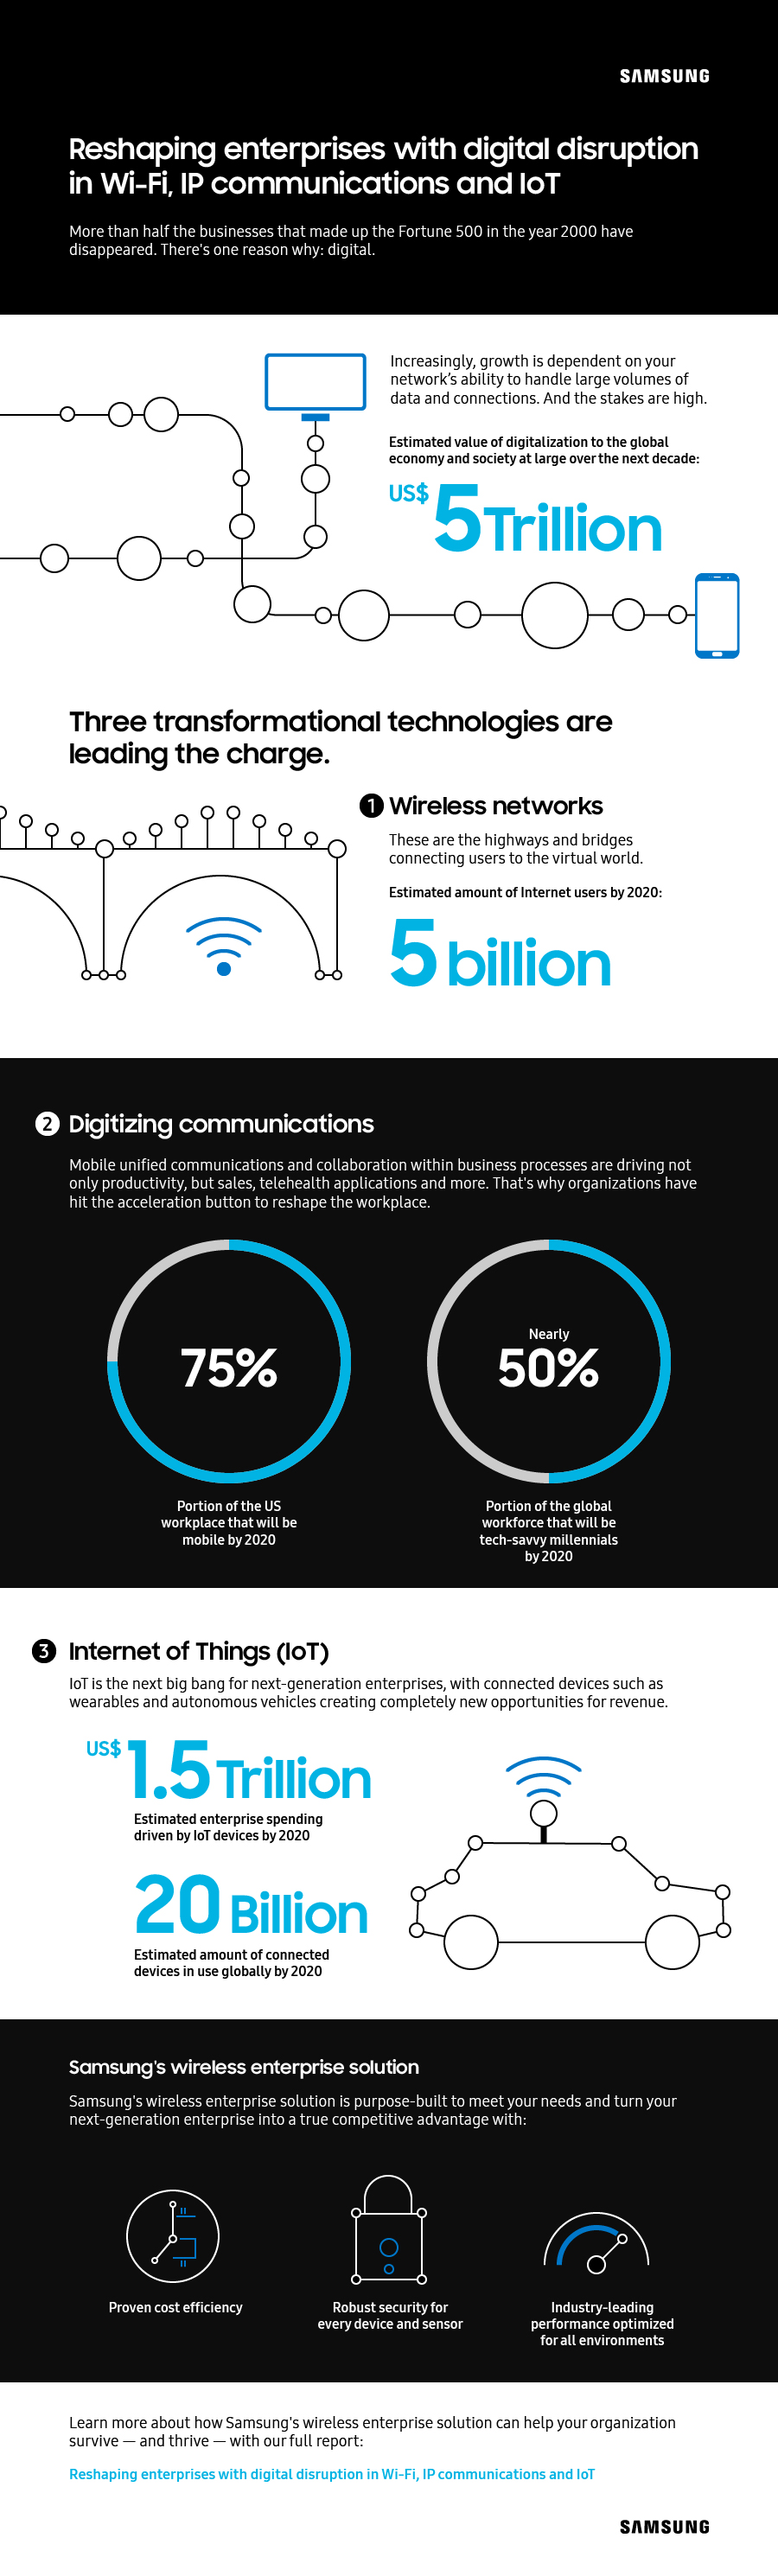 SAMSUNG
Reshaping enterprises with digital disruption
in Wi-Fi, IP communications and IoT
More than half the businesses that made up the Fortune 500 in the year 2000 have
disappeared. There's one reason why: digital.
Increasingly, growth is dependent on your
network’s ability to handle large volumes of
data and connections. And the stakes are high.
Estimated value of digitalization to the global
economy and society at large over the next decade:
US$ 5 Trillion
Three transformational technologies are
leading the charge.
1 Wireless networks
These are the highways and bridges
connecting users to the virtual world.
Estimated amount of Internet users by 2020:
5 billion
2 Digitizing communications
Mobile unified communications and collaboration within business processes are driving not
only productivity, but sales, telehealth applications and more. That's why organizations have
hit the acceleration button to reshape the workplace.
75%
Portion of the US
workplace that will be
mobile by 2020
Nearly
50%
Portion of the global
workforce that will be
tech-savvy millennials
by 2020
3 Internet of Things (IoT)
IoT is the next big bang for next-generation enterprises, with connected devices such as
wearables and autonomous vehicles creating completely new opportunities for revenue.
US$ 1.5 Trillion
Estimated enterprise spending
driven by IoT devices by 2020
20 Billion
Estimated amount of connected
devices in use globally by 2020
Samsung's wireless enterprise solution
Samsung's wireless enterprise solution is purpose-built to meet your needs and turn your
next-generation enterprise into a true competitive advantage with:
Proven cost efficiency
Robust security for
every device and sensor
Industry-leading
performance optimized
for all environments
Learn more about how Samsung's wireless enterprise solution can help your organization
survive — and thrive — with our full report:
Reshaping enterprises with digital disruption in Wi-Fi, IP communications and IoT
SAMSUNG